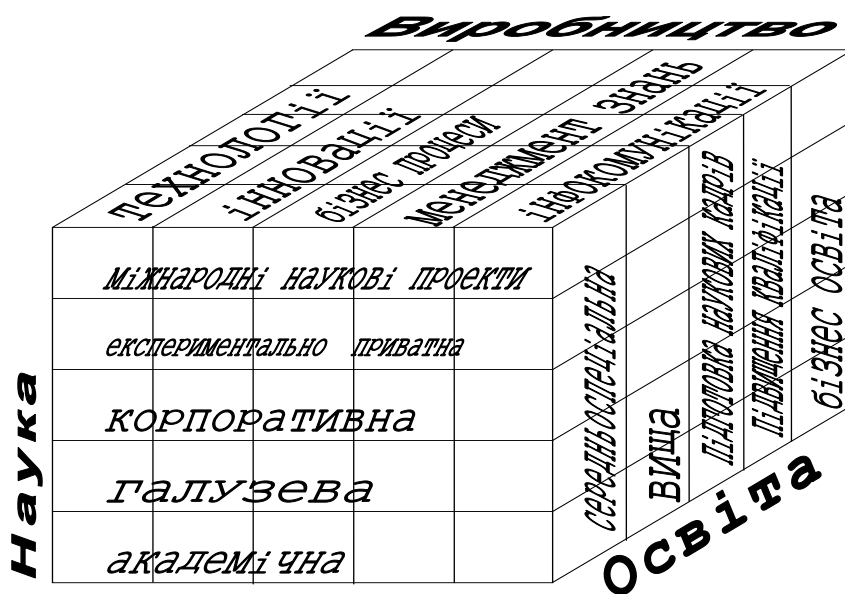 Виробництво
технології
інновації
бізнес процеси
менеджмент знань
інфокомунікації
Наука
міжнародні наукові проекти
експериментально приватна
корпоративна
галузева
академічна
середньоспеціальна
вища
підготовка наукових кадрів
підвищення кваліфікації
бізнес освіта
Освіта